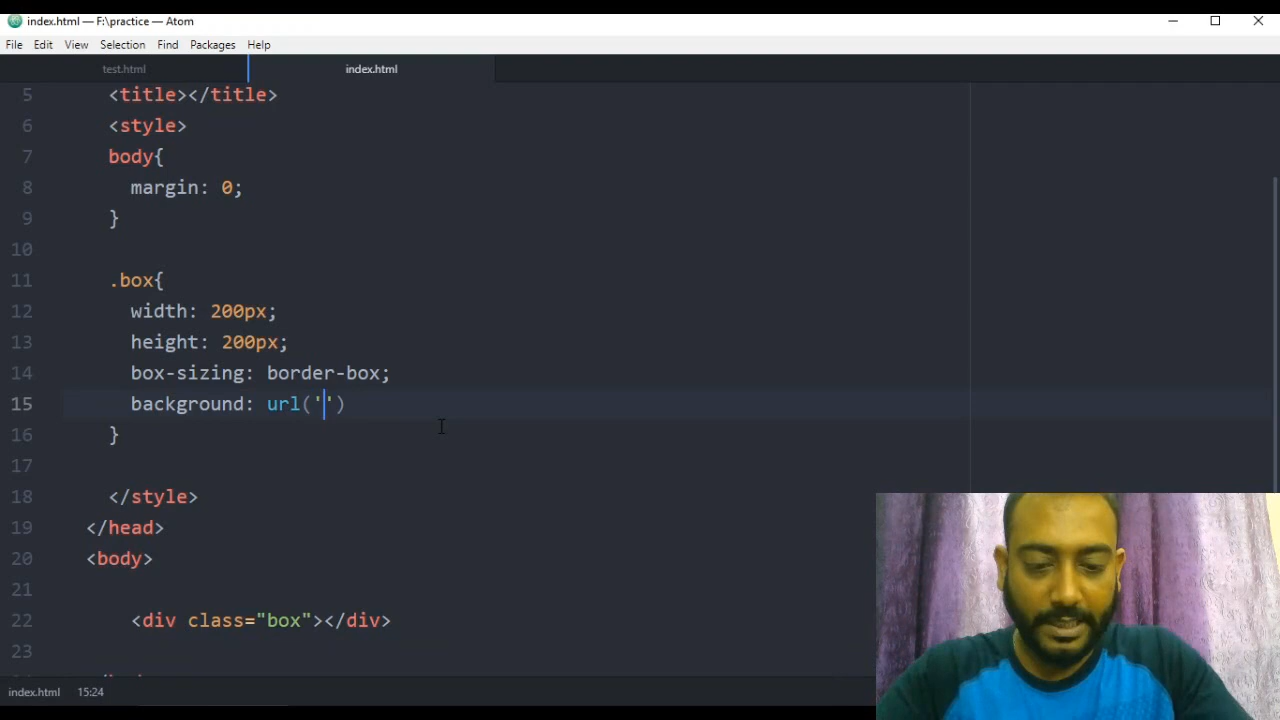 index.html — F:\practice — Atom
File Edit View Selection Find Packages Help
test.html index.html
5 <title></title>
6 <style>
7 body{
8 margin: 0;
9 }
10
11 .box{
12 width: 200px;
13 height: 200px;
14 box-sizing: border-box;
15 background: url('')
16 }
17
18 </style>
19 </head>
20 <body>
21
22 <div class="box"></div>
23
index.html 15:24